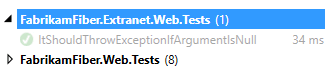 FabrikamFiber.Extranet.Web.Tests (1)
ItShouldThrowExceptionIfArgumentIsNull 34 ms
FabrikamFiber.Web.Tests (8)